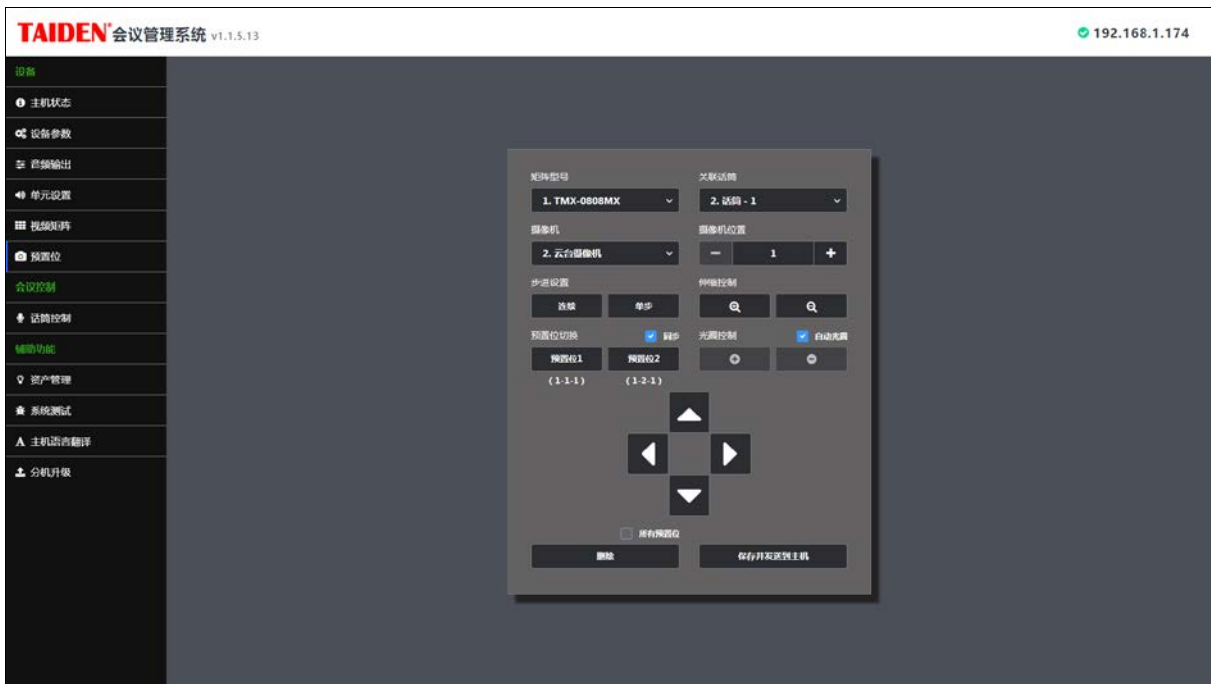 TAIDEN 会议管理系统 v1.1.5.13
192.168.1.174
设备
主机状态
设备参数
音频输出
单元设置
视频矩阵
预置位
会议控制
话筒控制
辅助功能
资产管理
系统测试
A 主机语言翻译
分机升级
矩阵型号 关联话筒
1. TMX-0808MX 2. 话筒 - 1
摄像机 摄像机位置
2. 云台摄像机 1
步进设置 伸缩控制
连续 单步
预置位切换 同步 光圈控制 自动光圈
预置位1 预置位2
(1-1-1) (1-2-1)
所有预置位
删除 保存并发送到主机